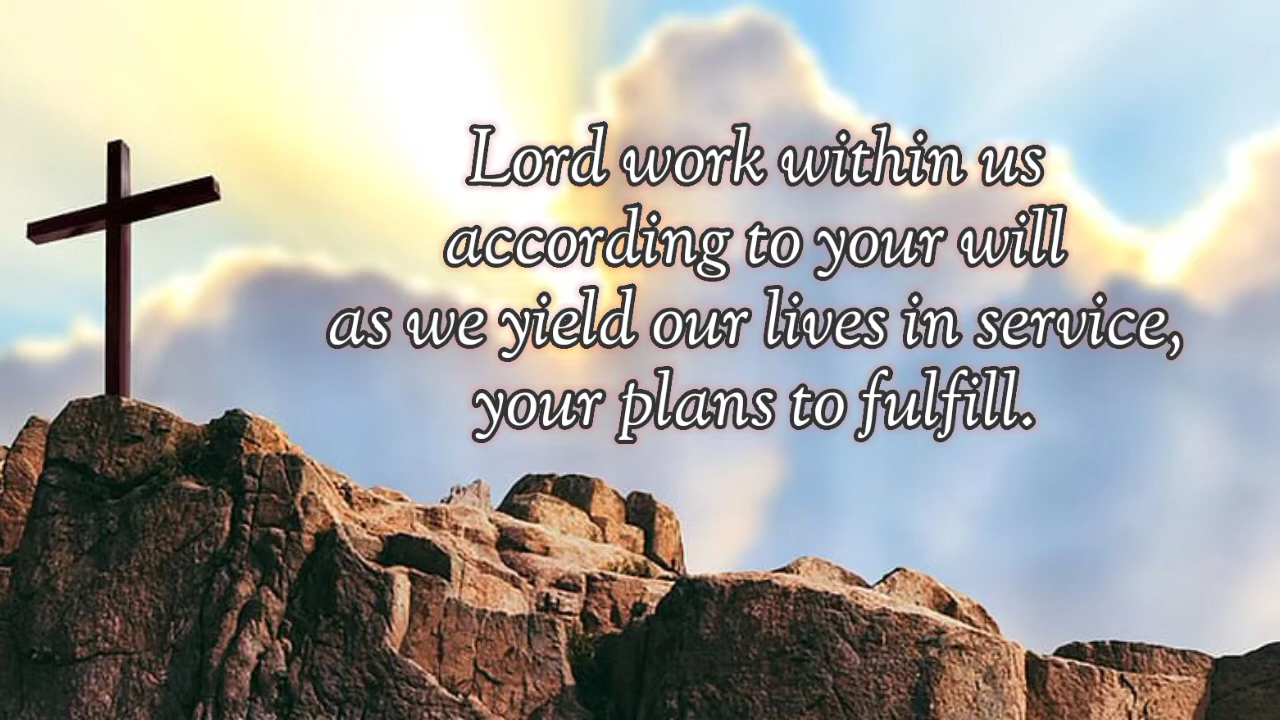 Lord work within us
according to your will
as we yield our lives in service,
your plans to fulfill.